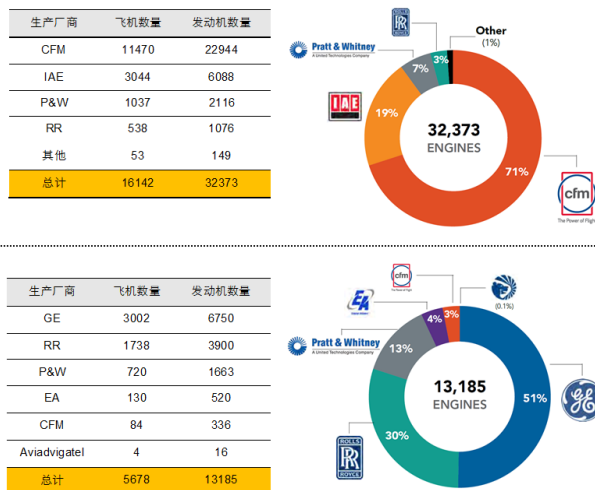 生产厂商 飞机数量 发动机数量
CFM 11470 22944
IAE 3044 6088
P&W 1037 2116
RR 538 1076
其他 53 149
总计 16142 32373
ROLLS
RR
ROYCE
Other
(1%)
Pratt & Whitney
A United Technologies Company
3%
7%
IAE
19%
32,373
ENGINES
71%
cfm
The Power of Flight
生产厂商 飞机数量 发动机数量
GE 3002 6750
RR 1738 3900
P&W 720 1663
EA 130 520
CFM 84 336
Aviadvigatel 4 16
总计 5678 13185
cfm
EA
(0.1%)
Pratt & Whitney
A United Technologies Company
4%
3%
13%
13,185
ENGINES
51%
GE
30%
ROLLS
RR
ROYCE